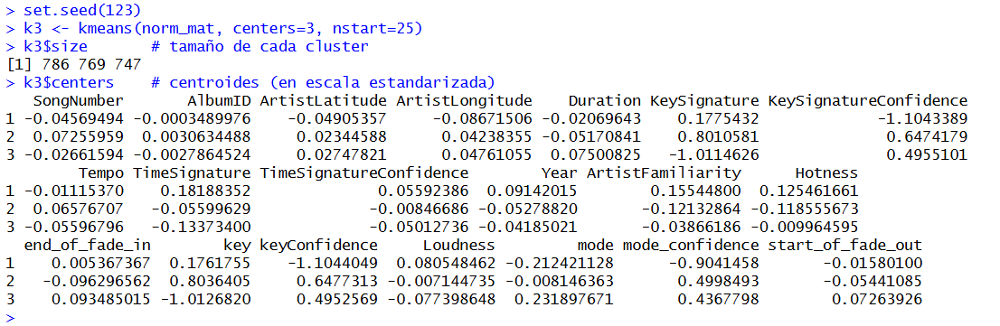 > set.seed(123)
> k3 <- kmeans(norm_mat, centers=3, nstart=25)
> k3$size       # tamaño de cada cluster
[1] 786 769 747
> k3$centers    # centroides (en escala estandarizada)
   SongNumber       AlbumID ArtistLatitude ArtistLongitude    Duration KeySignature KeySignatureConfidence
1 -0.04569494 -0.0003489976    -0.04905357     -0.08671506 -0.02069643    0.1775432             -1.1043389
2  0.07255959  0.0030634488     0.02344588      0.04238355 -0.05170841    0.8010581              0.6474179
3 -0.02661594 -0.0027864524     0.02747821      0.04761055  0.07500825   -1.0114626              0.4955101
        Tempo TimeSignature TimeSignatureConfidence        Year ArtistFamiliarity      Hotness
1 -0.01115370    0.18188352              0.05592386  0.09142015        0.15544800  0.125461661
2  0.06576707   -0.05599629             -0.00846686 -0.05278820       -0.12132864 -0.118555673
3 -0.05596796   -0.13373400             -0.05012736 -0.04185021       -0.03866186 -0.009964595
  end_of_fade_in        key keyConfidence     Loudness         mode mode_confidence start_of_fade_out
1    0.005367367  0.1761755    -1.1044049  0.080548462 -0.212421128      -0.9041458       -0.01580100
2   -0.096296562  0.8036405     0.6477313 -0.007144735 -0.008146363       0.4998493       -0.05441085
3    0.093485015 -1.0126820     0.4952569 -0.077398648  0.231897671       0.4367798        0.07263926
>